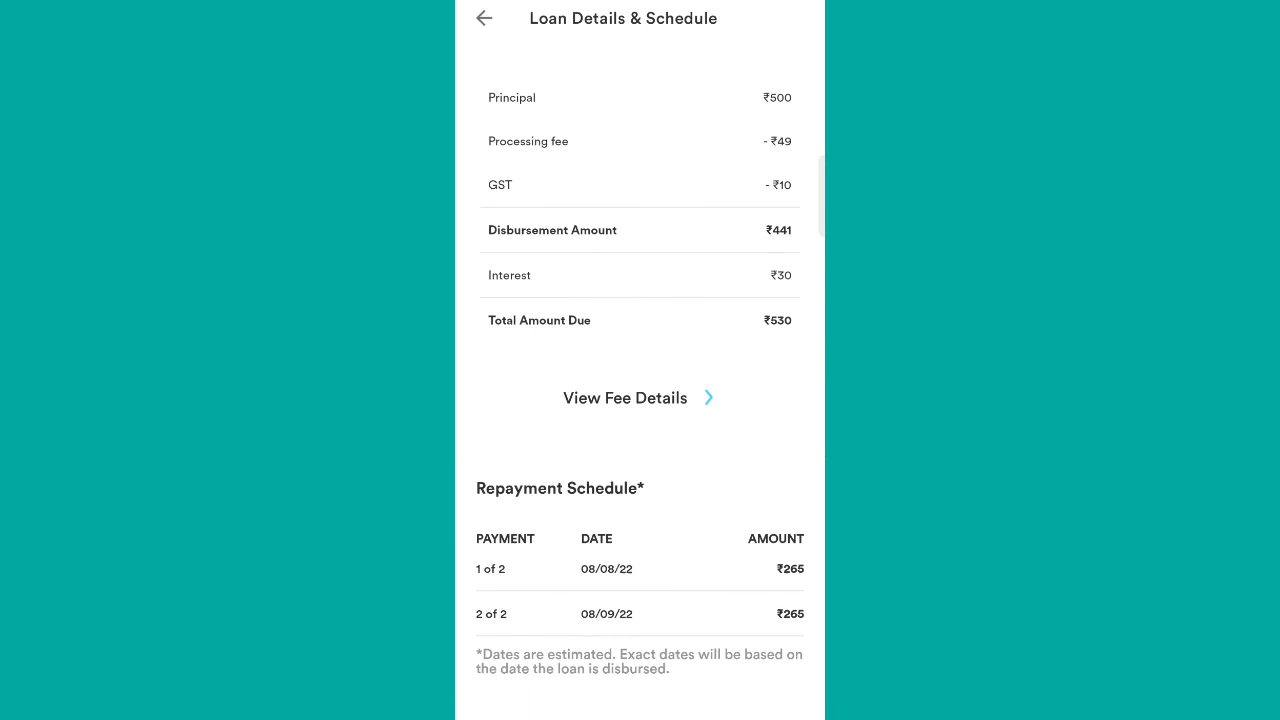 Loan Details & Schedule
Principal ₹500
Processing fee - ₹49
GST - ₹10
Disbursement Amount ₹441
Interest ₹30
Total Amount Due ₹530
View Fee Details
Repayment Schedule*
PAYMENT DATE AMOUNT
1 of 2 08/08/22 ₹265
2 of 2 08/09/22 ₹265
*Dates are estimated. Exact dates will be based on
the date the loan is disbursed.